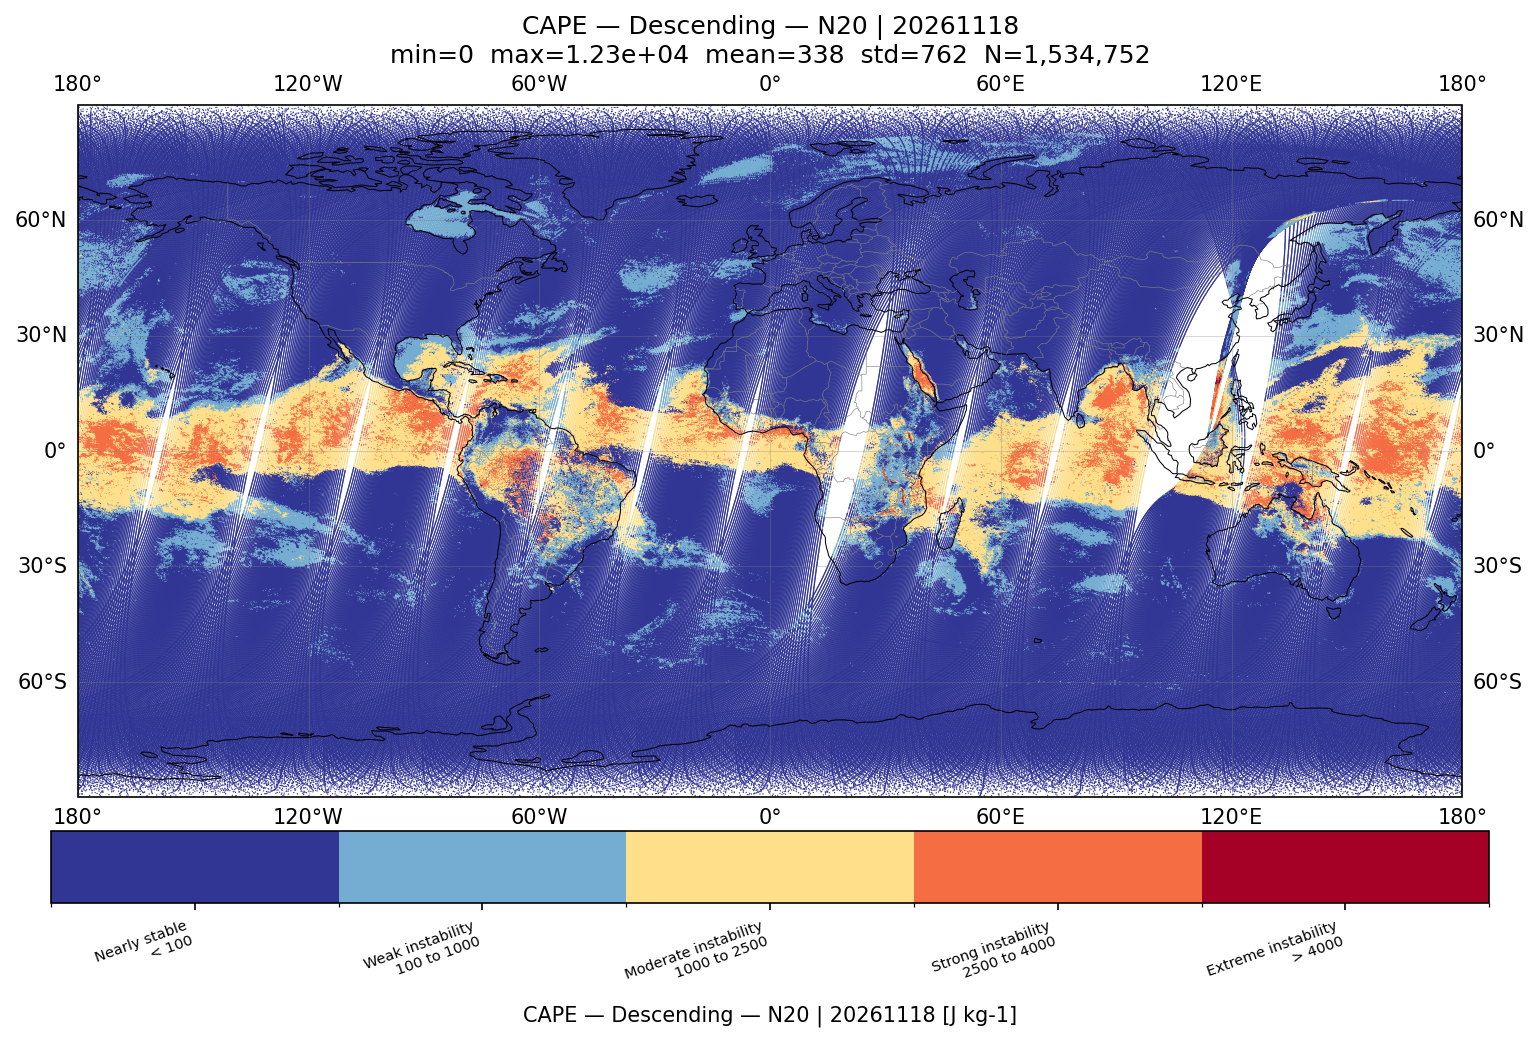 CAPE — Descending — N20 | 20261118
min=0 max=1.23e+04 mean=338 std=762 N=1,534,752
180° 120°W 60°W 0° 60°E 120°E 180°
60°N 60°N
30°N 30°N
0° 0°
30°S 30°S
60°S 60°S
180° 120°W 60°W 0° 60°E 120°E 180°
Nearly stable
< 100
Weak instability
100 to 1000
Moderate instability
1000 to 2500
Strong instability
2500 to 4000
Extreme instability
> 4000
CAPE — Descending — N20 | 20261118 [J kg-1]